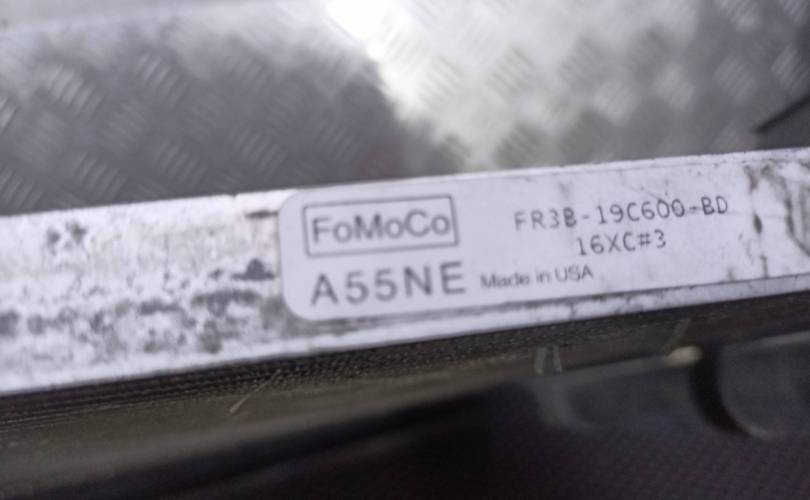 FoMoCo
FR3B-19C600-BD
16XC#3
A55NE Made in USA